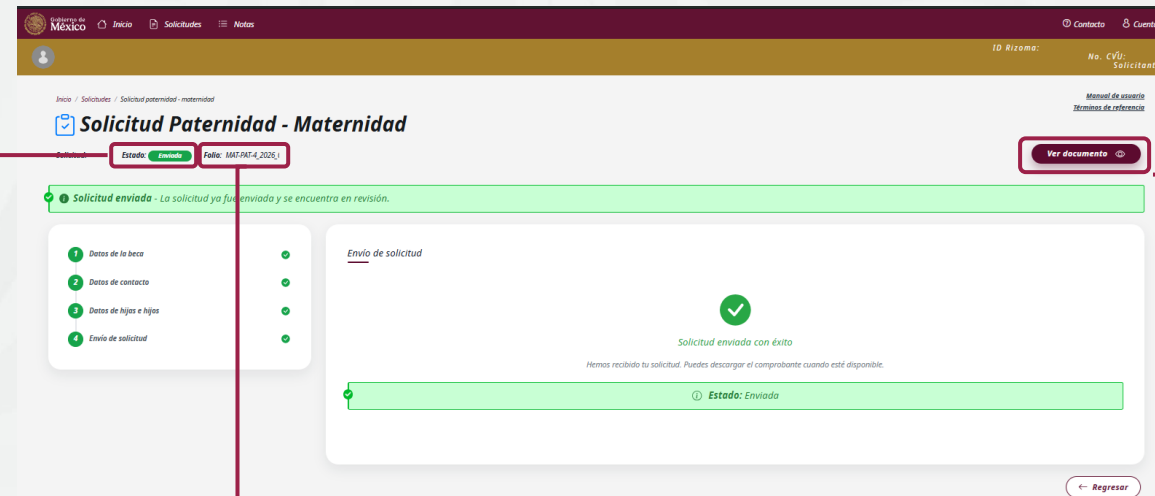 Gobierno de
México Inicio Solicitudes Notas Contacto Cuenta
ID Rizoma:
No. CVU:
Solicitant
Inicio / Solicitudes / Solicitud paternidad - maternidad
Manual de usuario
Términos de referencia
Solicitud Paternidad - Maternidad
Estado: Enviada Folio: MAT-PAT-4_2026_
Ver documento
Solicitud enviada - La solicitud ya fue enviada y se encuentra en revisión.
1 Datos de la beca
2 Datos de contacto
3 Datos de hijas e hijos
4 Envío de solicitud
Envío de solicitud
Solicitud enviada con éxito
Hemos recibido tu solicitud. Puedes descargar el comprobante cuando esté disponible.
Estado: Enviada
← Regresar